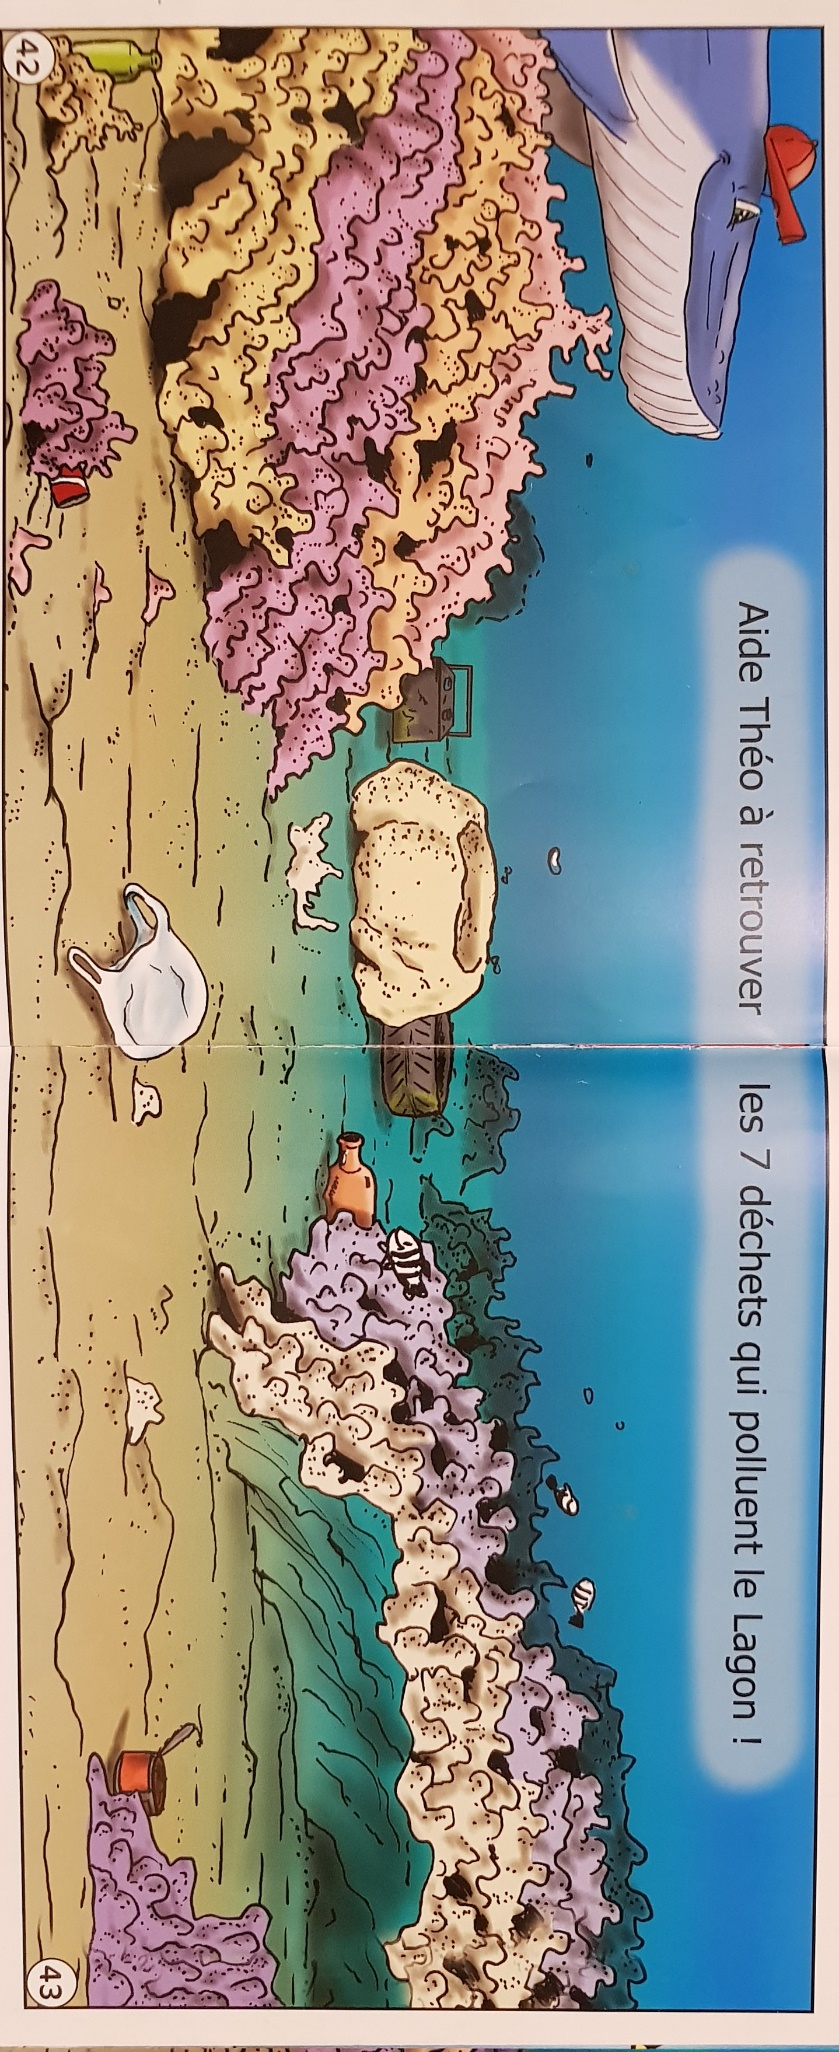 Aide Théo à retrouver les 7 déchets qui polluent le Lagon !
42
43